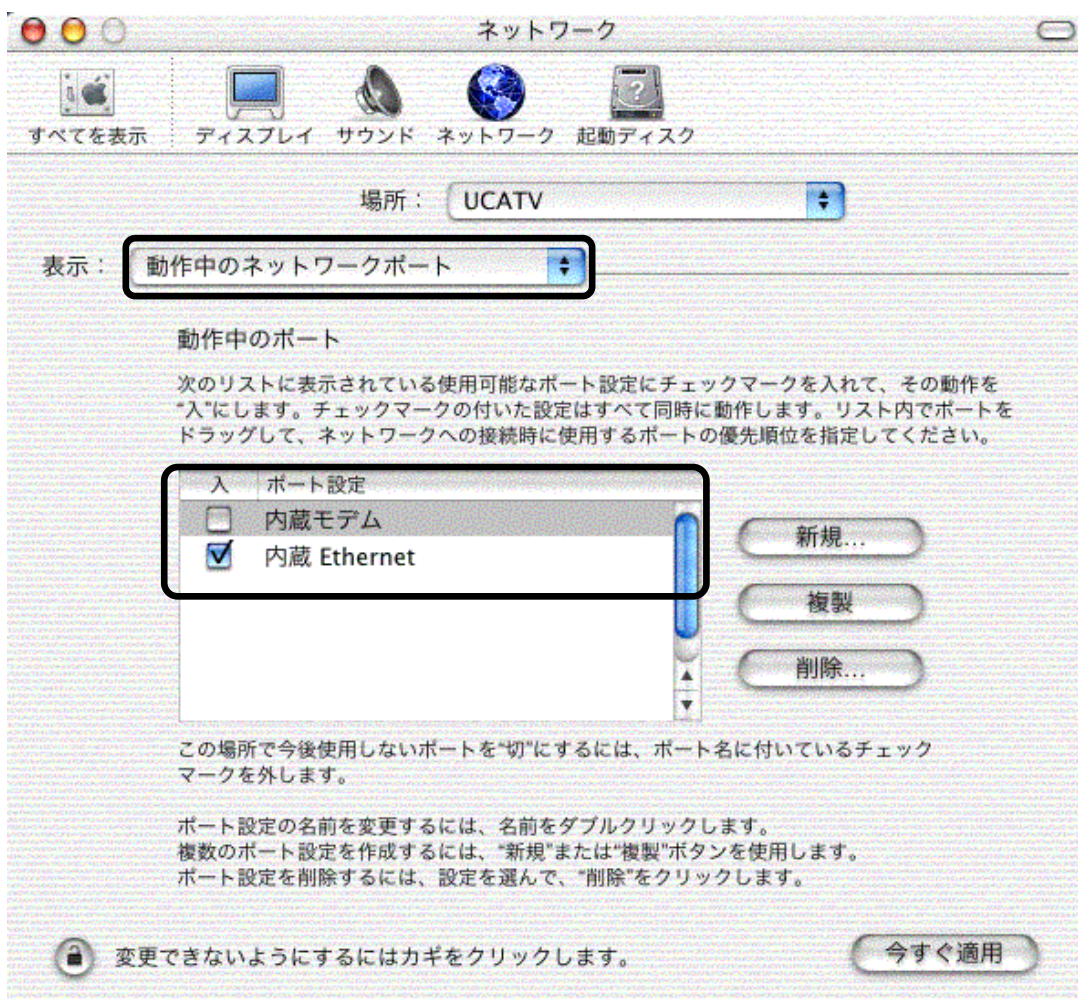 ネットワーク
すべてを表示 ディスプレイ サウンド ネットワーク 起動ディスク
場所： UCATV
表示： 動作中のネットワークポート
動作中のポート
次のリストに表示されている使用可能なポート設定にチェックマークを入れて、その動作を
“入”にします。チェックマークの付いた設定はすべて同時に動作します。リスト内でポートを
ドラッグして、ネットワークへの接続時に使用するポートの優先順位を指定してください。
入 ポート設定
内蔵モデム
内蔵 Ethernet
新規...
複製
削除...
この場所で今後使用しないポートを“切”にするには、ポート名に付いているチェック
マークを外します。
ポート設定の名前を変更するには、名前をダブルクリックします。
複数のポート設定を作成するには、“新規”または“複製”ボタンを使用します。
ポート設定を削除するには、設定を選んで、“削除”をクリックします。
変更できないようにするにはカギをクリックします。
今すぐ適用